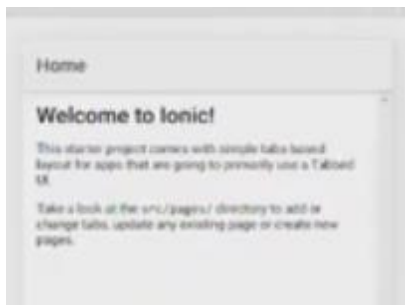 Home
Welcome to Ionic!
This starter project comes with simple tabs-based
layout for apps that are going to primarily use a Tabbed
UI.
Take a look at the src/pages/ directory to add or
change tabs, update any existing page or create new
pages.